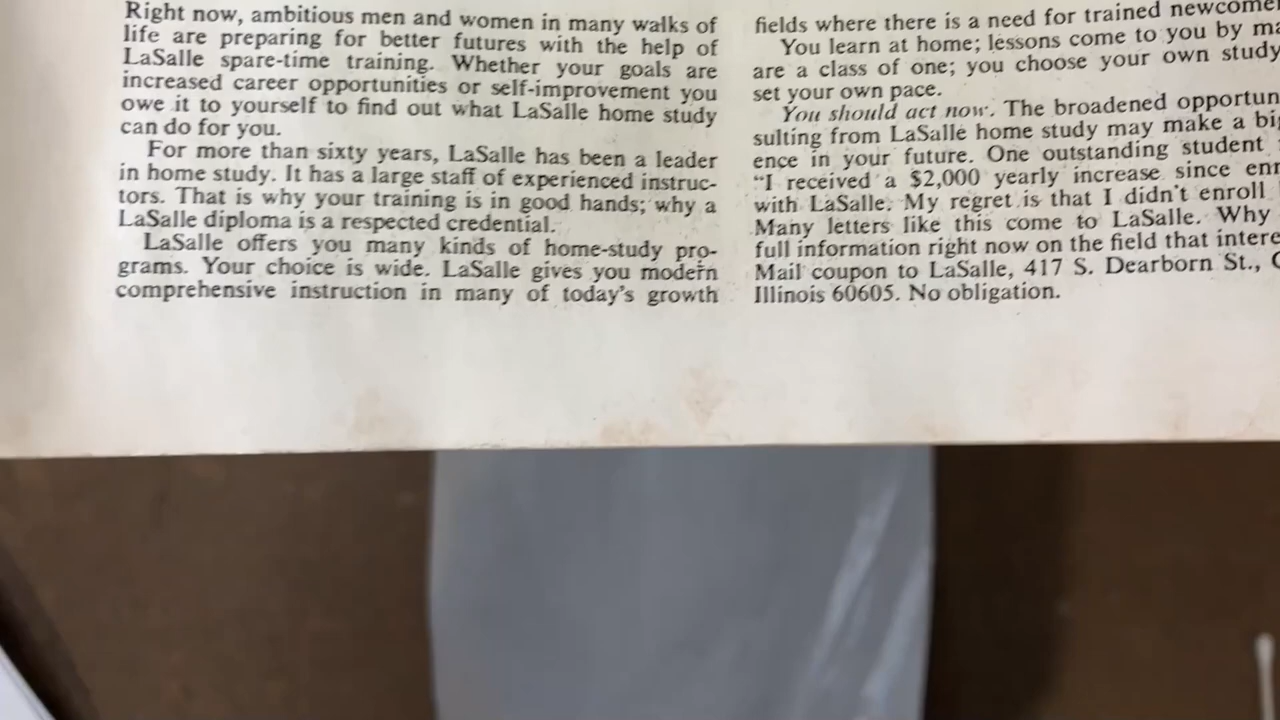 Right now, ambitious men and women in many walks of
life are preparing for better futures with the help of
LaSalle spare-time training. Whether your goals are
increased career opportunities or self-improvement you
owe it to yourself to find out what LaSalle home study
can do for you.
For more than sixty years, LaSalle has been a leader
in home study. It has a large staff of experienced instruc-
tors. That is why your training is in good hands; why a
LaSalle diploma is a respected credential.
LaSalle offers you many kinds of home-study pro-
grams. Your choice is wide. LaSalle gives you modern
comprehensive instruction in many of today's growth
fields where there is a need for trained
You learn at home; lessons come to you by
are a class of one; you choose your own study
set your own pace.
You should act now. The broadened
sulting from LaSalle home study may make a
ence in your future. One outstanding student
"I received a $2,000 yearly increase since
with LaSalle. My regret is that I didn't enroll
Many letters like this come to LaSalle. Why
full information right now on the field that
Mail coupon to LaSalle, 417 S. Dearborn St.,
Illinois 60605. No obligation.